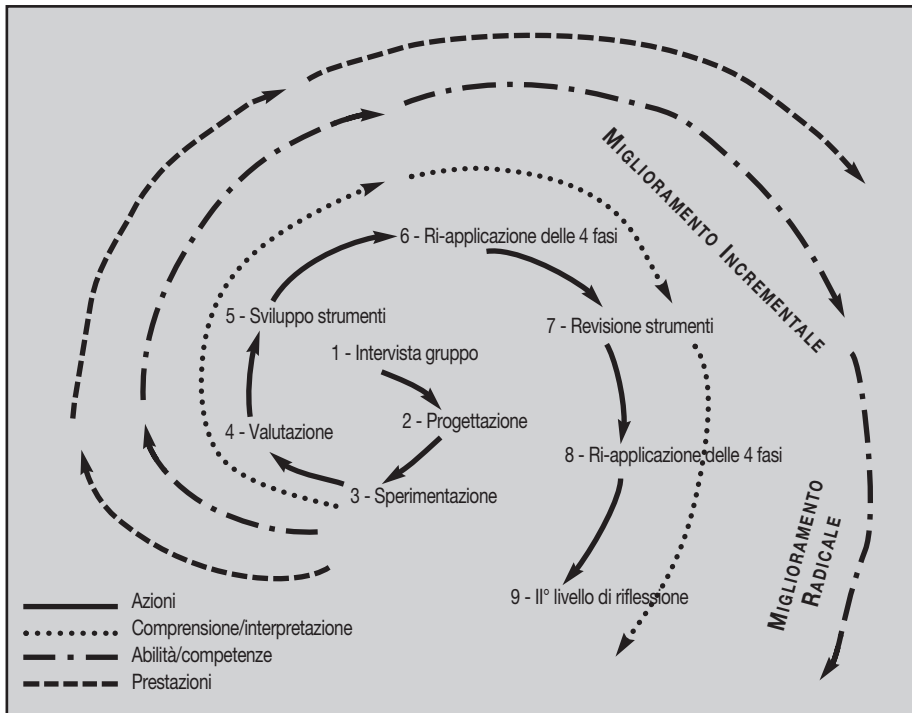 6 - Ri-applicazione delle 4 fasi
5 - Sviluppo strumenti
7 - Revisione strumenti
1 - Intervista gruppo
2 - Progettazione
4 - Valutazione
8 - Ri-applicazione delle 4 fasi
3 - Sperimentazione
9 - II° livello di riflessione
MIGLIORAMENTO INCREMENTALE
MIGLIORAMENTO
RADICALE
Azioni
Comprensione/interpretazione
Abilità/competenze
Prestazioni